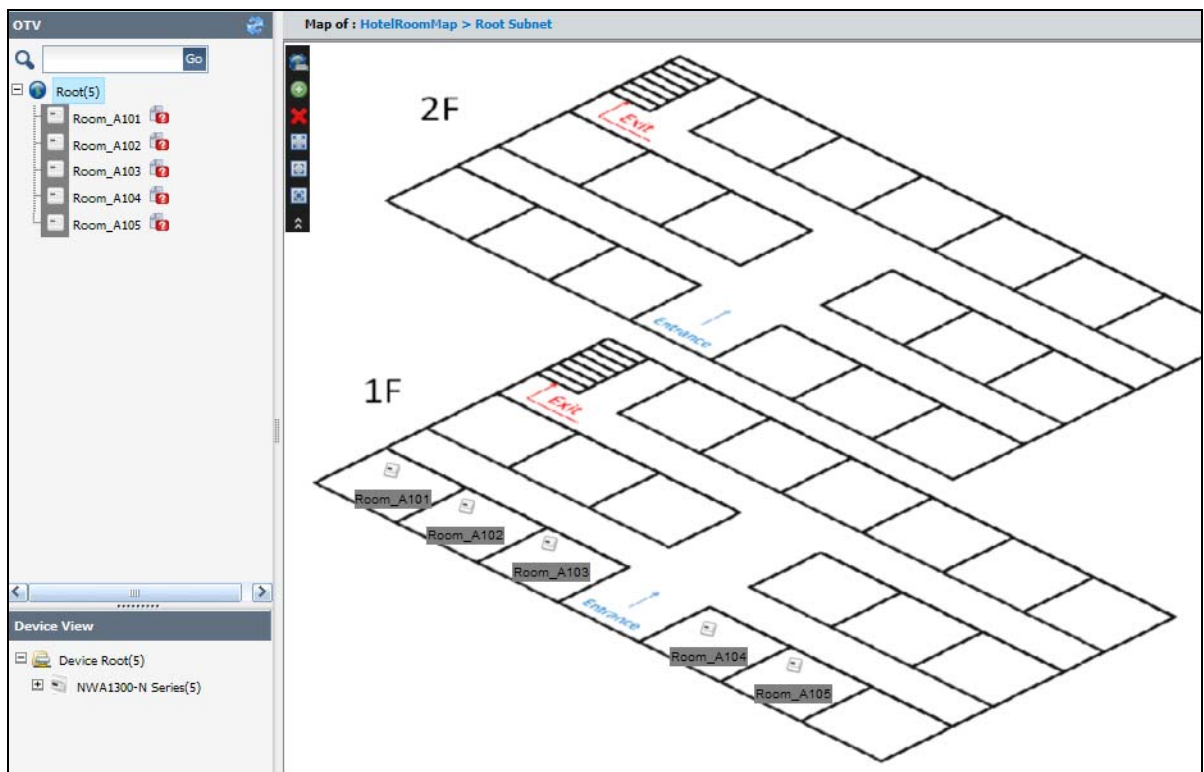 OTV
Go
Root(5)
Room_A101
Room_A102
Room_A103
Room_A104
Room_A105
Device View
Device Root(5)
NWA1300-N Series(5)
Map of : HotelRoomMap > Root Subnet
2F
Exit
Entrance
1F
Exit
Room_A101
Room_A102
Room_A103
Entrance
Room_A104
Room_A105